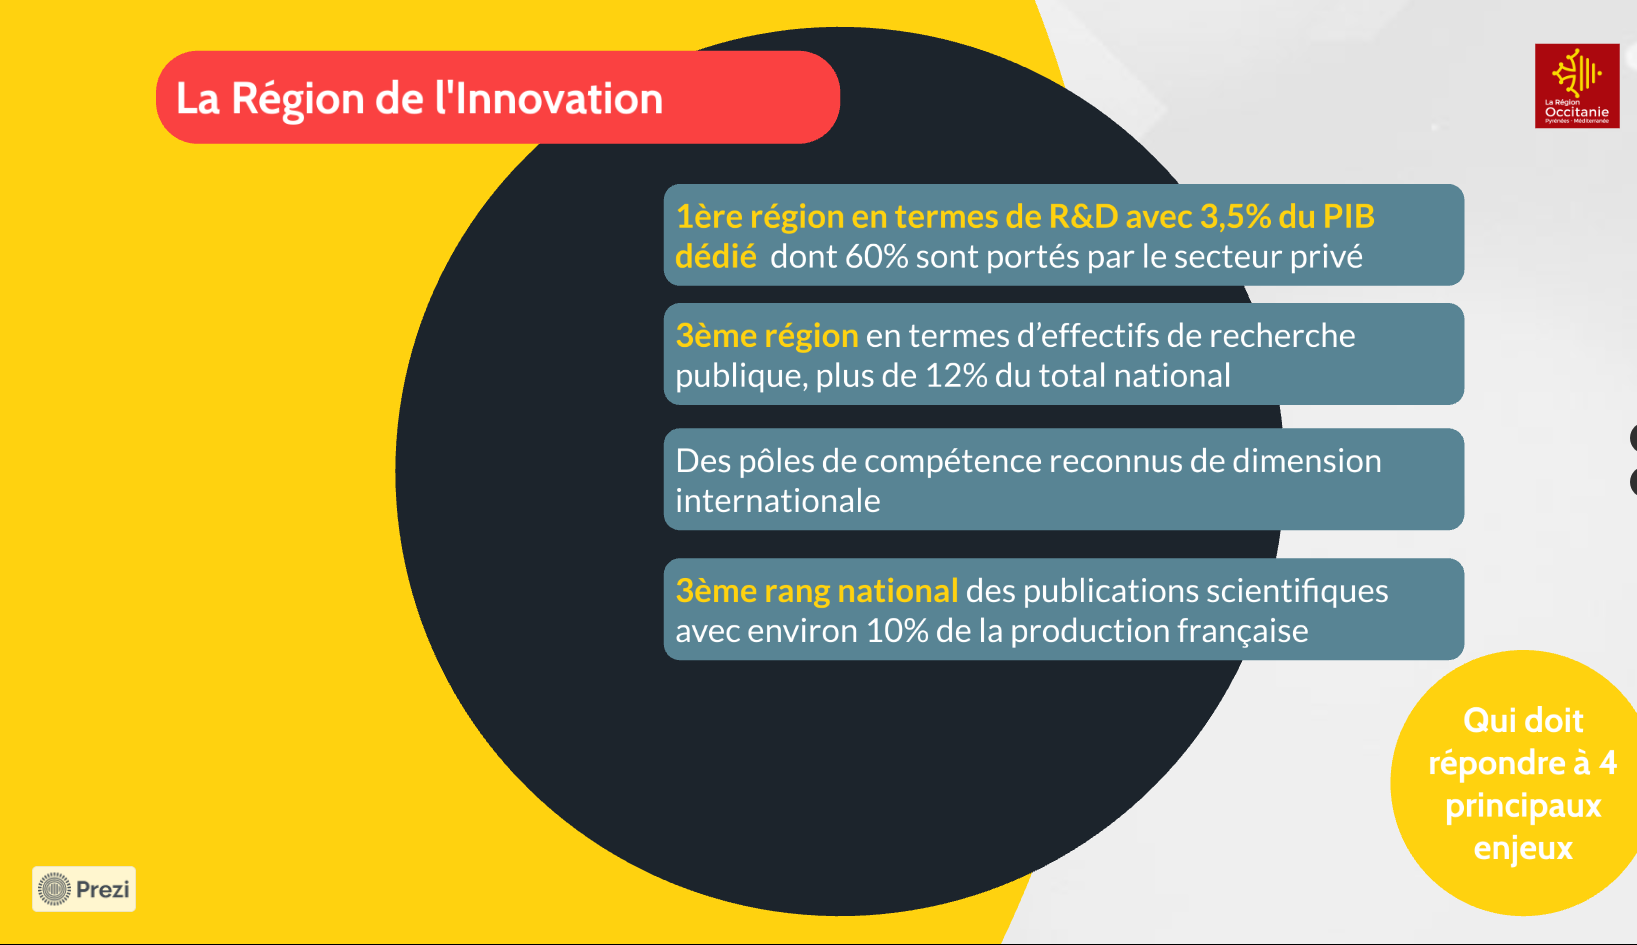 La Région de l'Innovation
La Région
Occitanie
Pyrénées - Méditerranée
1ère région en termes de R&D avec 3,5% du PIB
dédié dont 60% sont portés par le secteur privé
3ème région en termes d’effectifs de recherche
publique, plus de 12% du total national
Des pôles de compétence reconnus de dimension
internationale
3ème rang national des publications scientifiques
avec environ 10% de la production française
Qui doit
répondre à 4
principaux
enjeux
Prezi